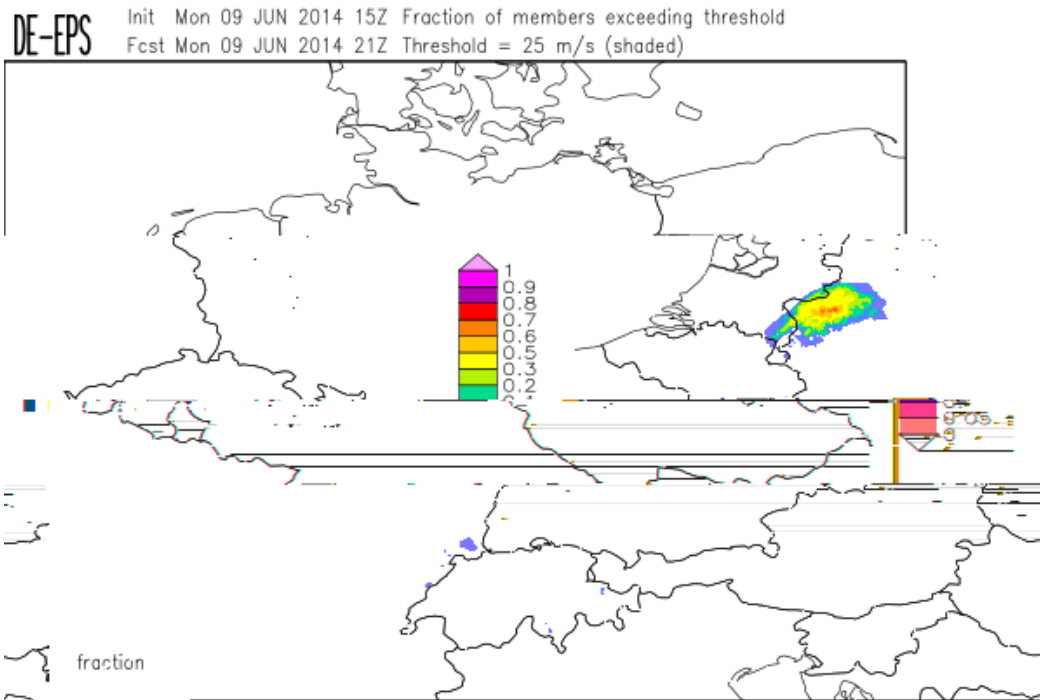 DE-EPS
Init Mon 09 JUN 2014 15Z Fraction of members exceeding threshold
Fcst Mon 09 JUN 2014 21Z Threshold = 25 m/s (shaded)
1
0.9
0.8
0.7
0.6
0.5
0.3
0.2
fraction